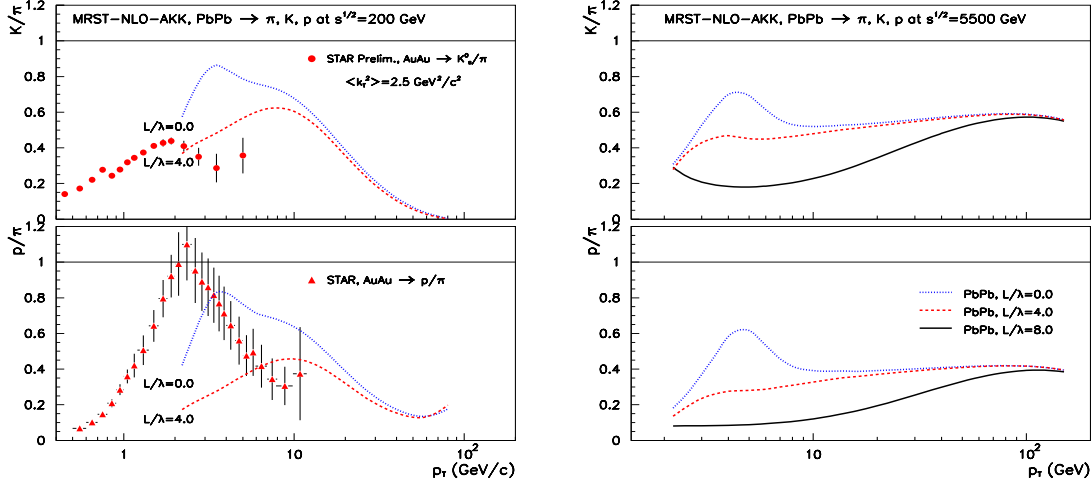 MRST-NLO-AKK, PbPb → π, K, p at s^1/2=200 GeV
K/π
1.2
1
0.8
0.6
0.4
0.2
0
STAR Prelim., AuAu → K⁰ₛ/π
<k_T²>=2.5 GeV²/c²
L/λ=0.0
L/λ=4.0
p/π
1.2
1
0.8
0.6
0.4
0.2
0
STAR, AuAu → p/π
L/λ=0.0
L/λ=4.0
1
10
10²
p_T (GeV/c)
MRST-NLO-AKK, PbPb → π, K, p at s^1/2=5500 GeV
K/π
1.2
1
0.8
0.6
0.4
0.2
0
p/π
1.2
1
0.8
0.6
0.4
0.2
0
PbPb, L/λ=0.0
PbPb, L/λ=4.0
PbPb, L/λ=8.0
10
10²
p_T (GeV)